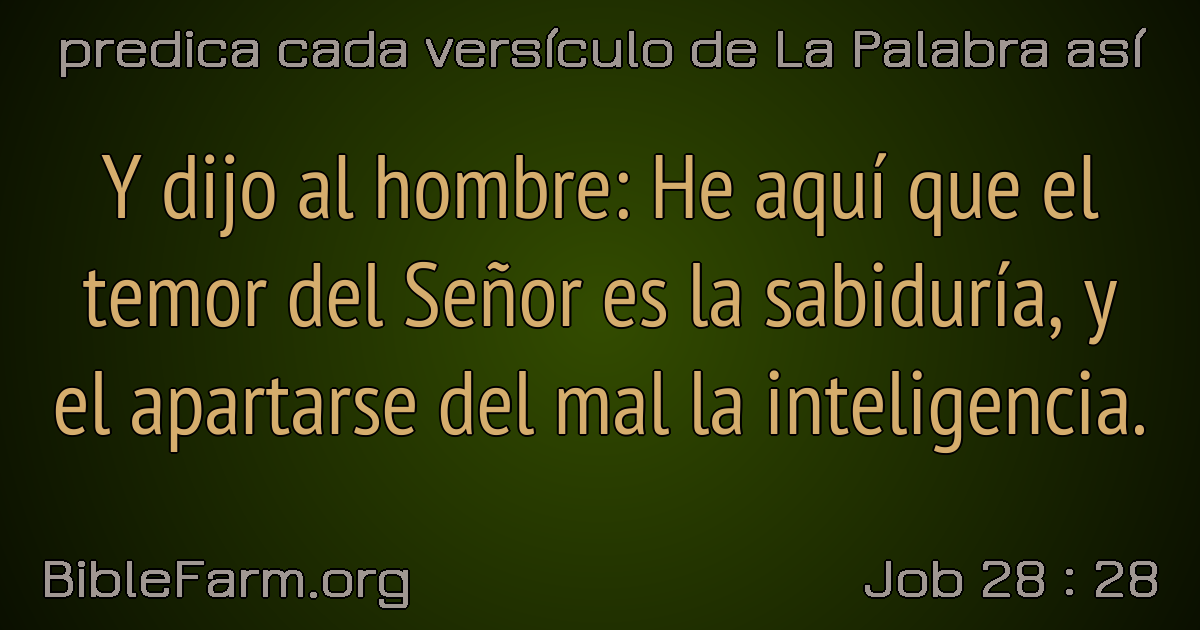 predica cada versículo de La Palabra así
Y dijo al hombre: He aquí que el
temor del Señor es la sabiduría, y
el apartarse del mal la inteligencia.
BibleFarm.org
Job 28 : 28